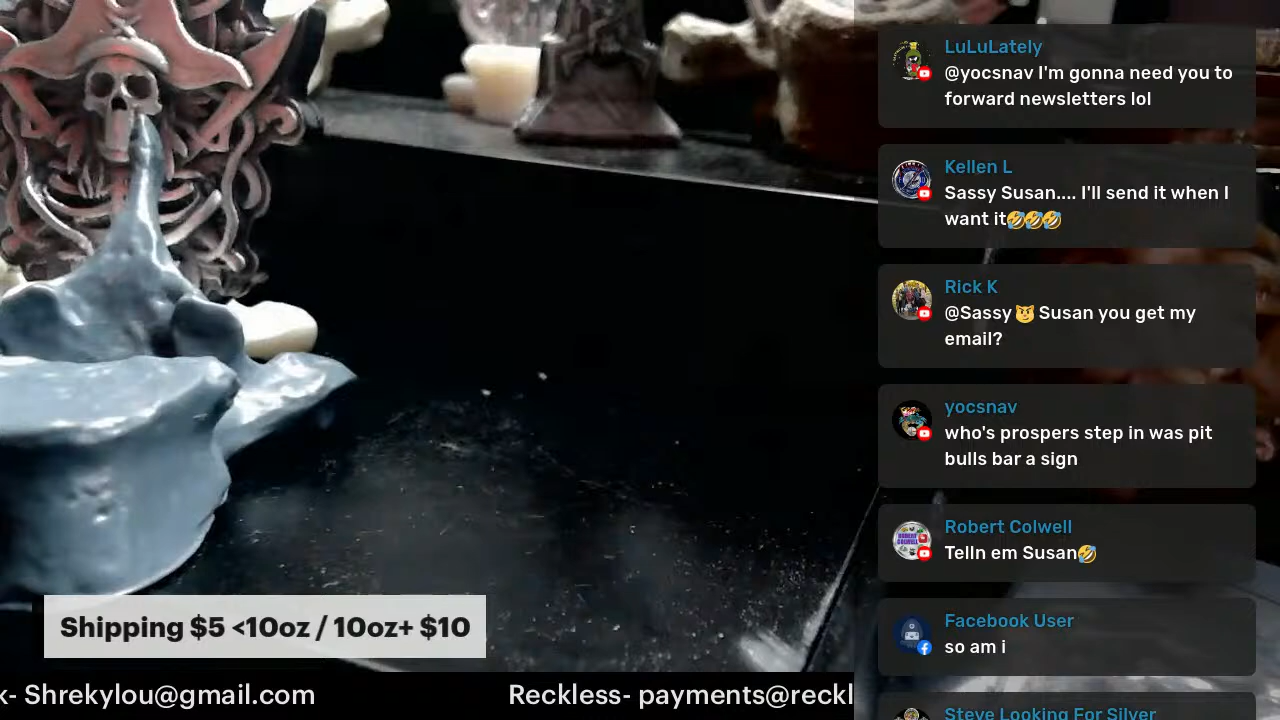 LuLuLately
@yocsnav I'm gonna need you to
forward newsletters lol
Kellen L
Sassy Susan.... I'll send it when I
want it🤣🤣🤣
Rick K
@Sassy 😼 Susan you get my
email?
yocsnav
who's prospers step in was pit
bulls bar a sign
Robert Colwell
Telln em Susan🤣
Facebook User
so am i
Steve Looking For Silver
Shipping $5 <10oz / 10oz+ $10
k- Shrekylou@gmail.com
Reckless- payments@reckl